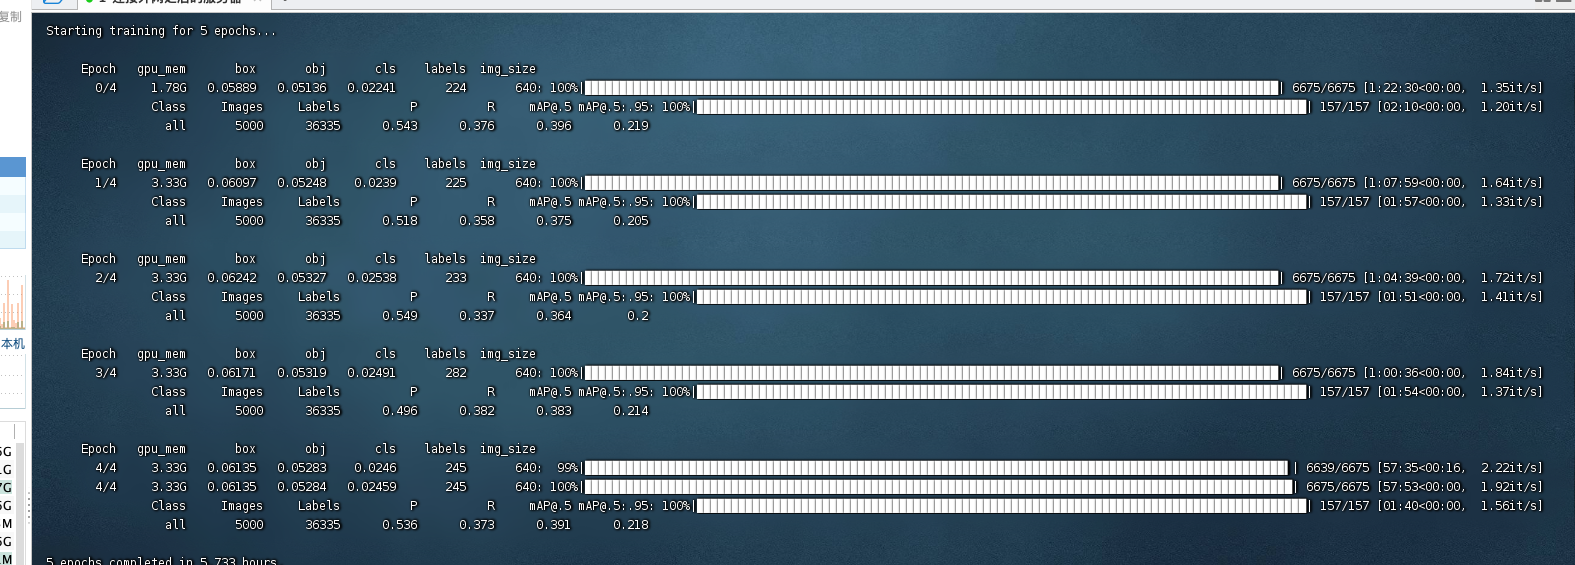 复制
1 连接外网之后的服务器
Starting training for 5 epochs...
Epoch gpu_mem box obj cls labels img_size
0/4 1.78G 0.05889 0.05136 0.02241 224 640: 100% 6675/6675 [1:22:30<00:00, 1.35it/s]
Class Images Labels P R mAP@.5 mAP@.5:.95: 100% 157/157 [02:10<00:00, 1.20it/s]
all 5000 36335 0.543 0.376 0.396 0.219
Epoch gpu_mem box obj cls labels img_size
1/4 3.33G 0.06097 0.05248 0.0239 225 640: 100% 6675/6675 [1:07:59<00:00, 1.64it/s]
Class Images Labels P R mAP@.5 mAP@.5:.95: 100% 157/157 [01:57<00:00, 1.33it/s]
all 5000 36335 0.518 0.358 0.375 0.205
Epoch gpu_mem box obj cls labels img_size
2/4 3.33G 0.06242 0.05327 0.02538 233 640: 100% 6675/6675 [1:04:39<00:00, 1.72it/s]
Class Images Labels P R mAP@.5 mAP@.5:.95: 100% 157/157 [01:51<00:00, 1.41it/s]
all 5000 36335 0.549 0.337 0.364 0.2
本机
Epoch gpu_mem box obj cls labels img_size
3/4 3.33G 0.06171 0.05319 0.02491 282 640: 100% 6675/6675 [1:00:36<00:00, 1.84it/s]
Class Images Labels P R mAP@.5 mAP@.5:.95: 100% 157/157 [01:54<00:00, 1.37it/s]
all 5000 36335 0.496 0.382 0.383 0.214
Epoch gpu_mem box obj cls labels img_size
4/4 3.33G 0.06135 0.05283 0.0246 245 640: 99% 6639/6675 [57:35<00:16, 2.22it/s]
4/4 3.33G 0.06135 0.05284 0.02459 245 640: 100% 6675/6675 [57:53<00:00, 1.92it/s]
Class Images Labels P R mAP@.5 mAP@.5:.95: 100% 157/157 [01:40<00:00, 1.56it/s]
all 5000 36335 0.536 0.373 0.391 0.218
5 epochs completed in 5.733 hours